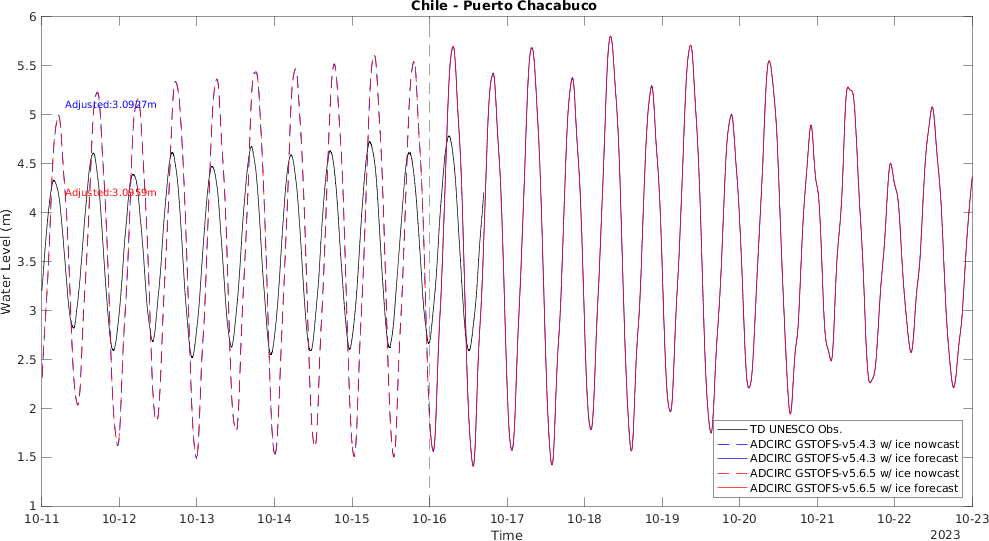 Chile - Puerto Chacabuco
Water Level (m)
6
5.5
5
4.5
4
3.5
3
2.5
2
1.5
1
Adjusted:3.0927m
Adjusted:3.0959m
TD UNESCO Obs.
ADCIRC GSTOFS-v5.4.3 w/ ice nowcast
ADCIRC GSTOFS-v5.4.3 w/ ice forecast
ADCIRC GSTOFS-v5.6.5 w/ ice nowcast
ADCIRC GSTOFS-v5.6.5 w/ ice forecast
10-11 10-12 10-13 10-14 10-15 10-16 10-17 10-18 10-19 10-20 10-21 10-22 10-23
Time
2023